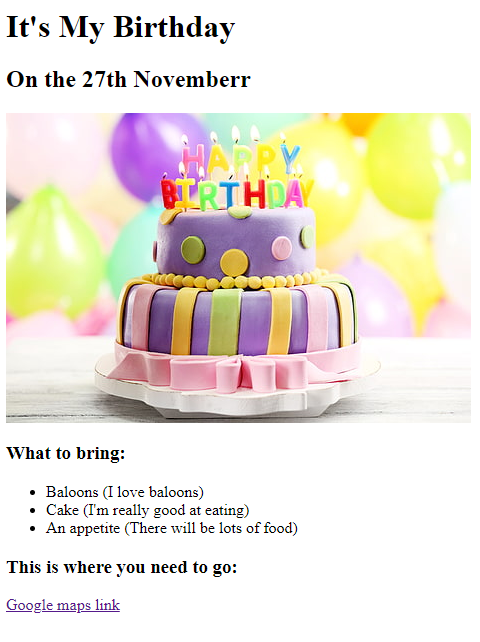 It's My Birthday
On the 27th Novemberr
HAPPY
BIRTHDAY
What to bring:
Baloons (I love baloons)
Cake (I'm really good at eating)
An appetite (There will be lots of food)
This is where you need to go:
Google maps link